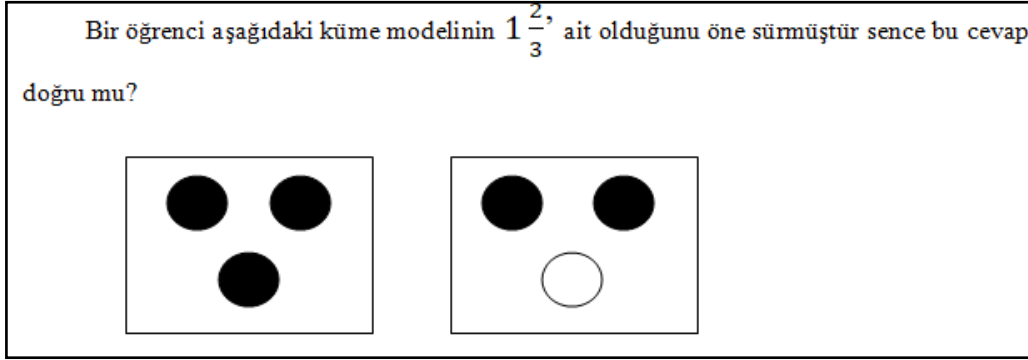 Bir öğrenci aşağıdaki küme modelinin 1 2/3’ ait olduğunu öne sürmüştür sence bu cevap
doğru mu?